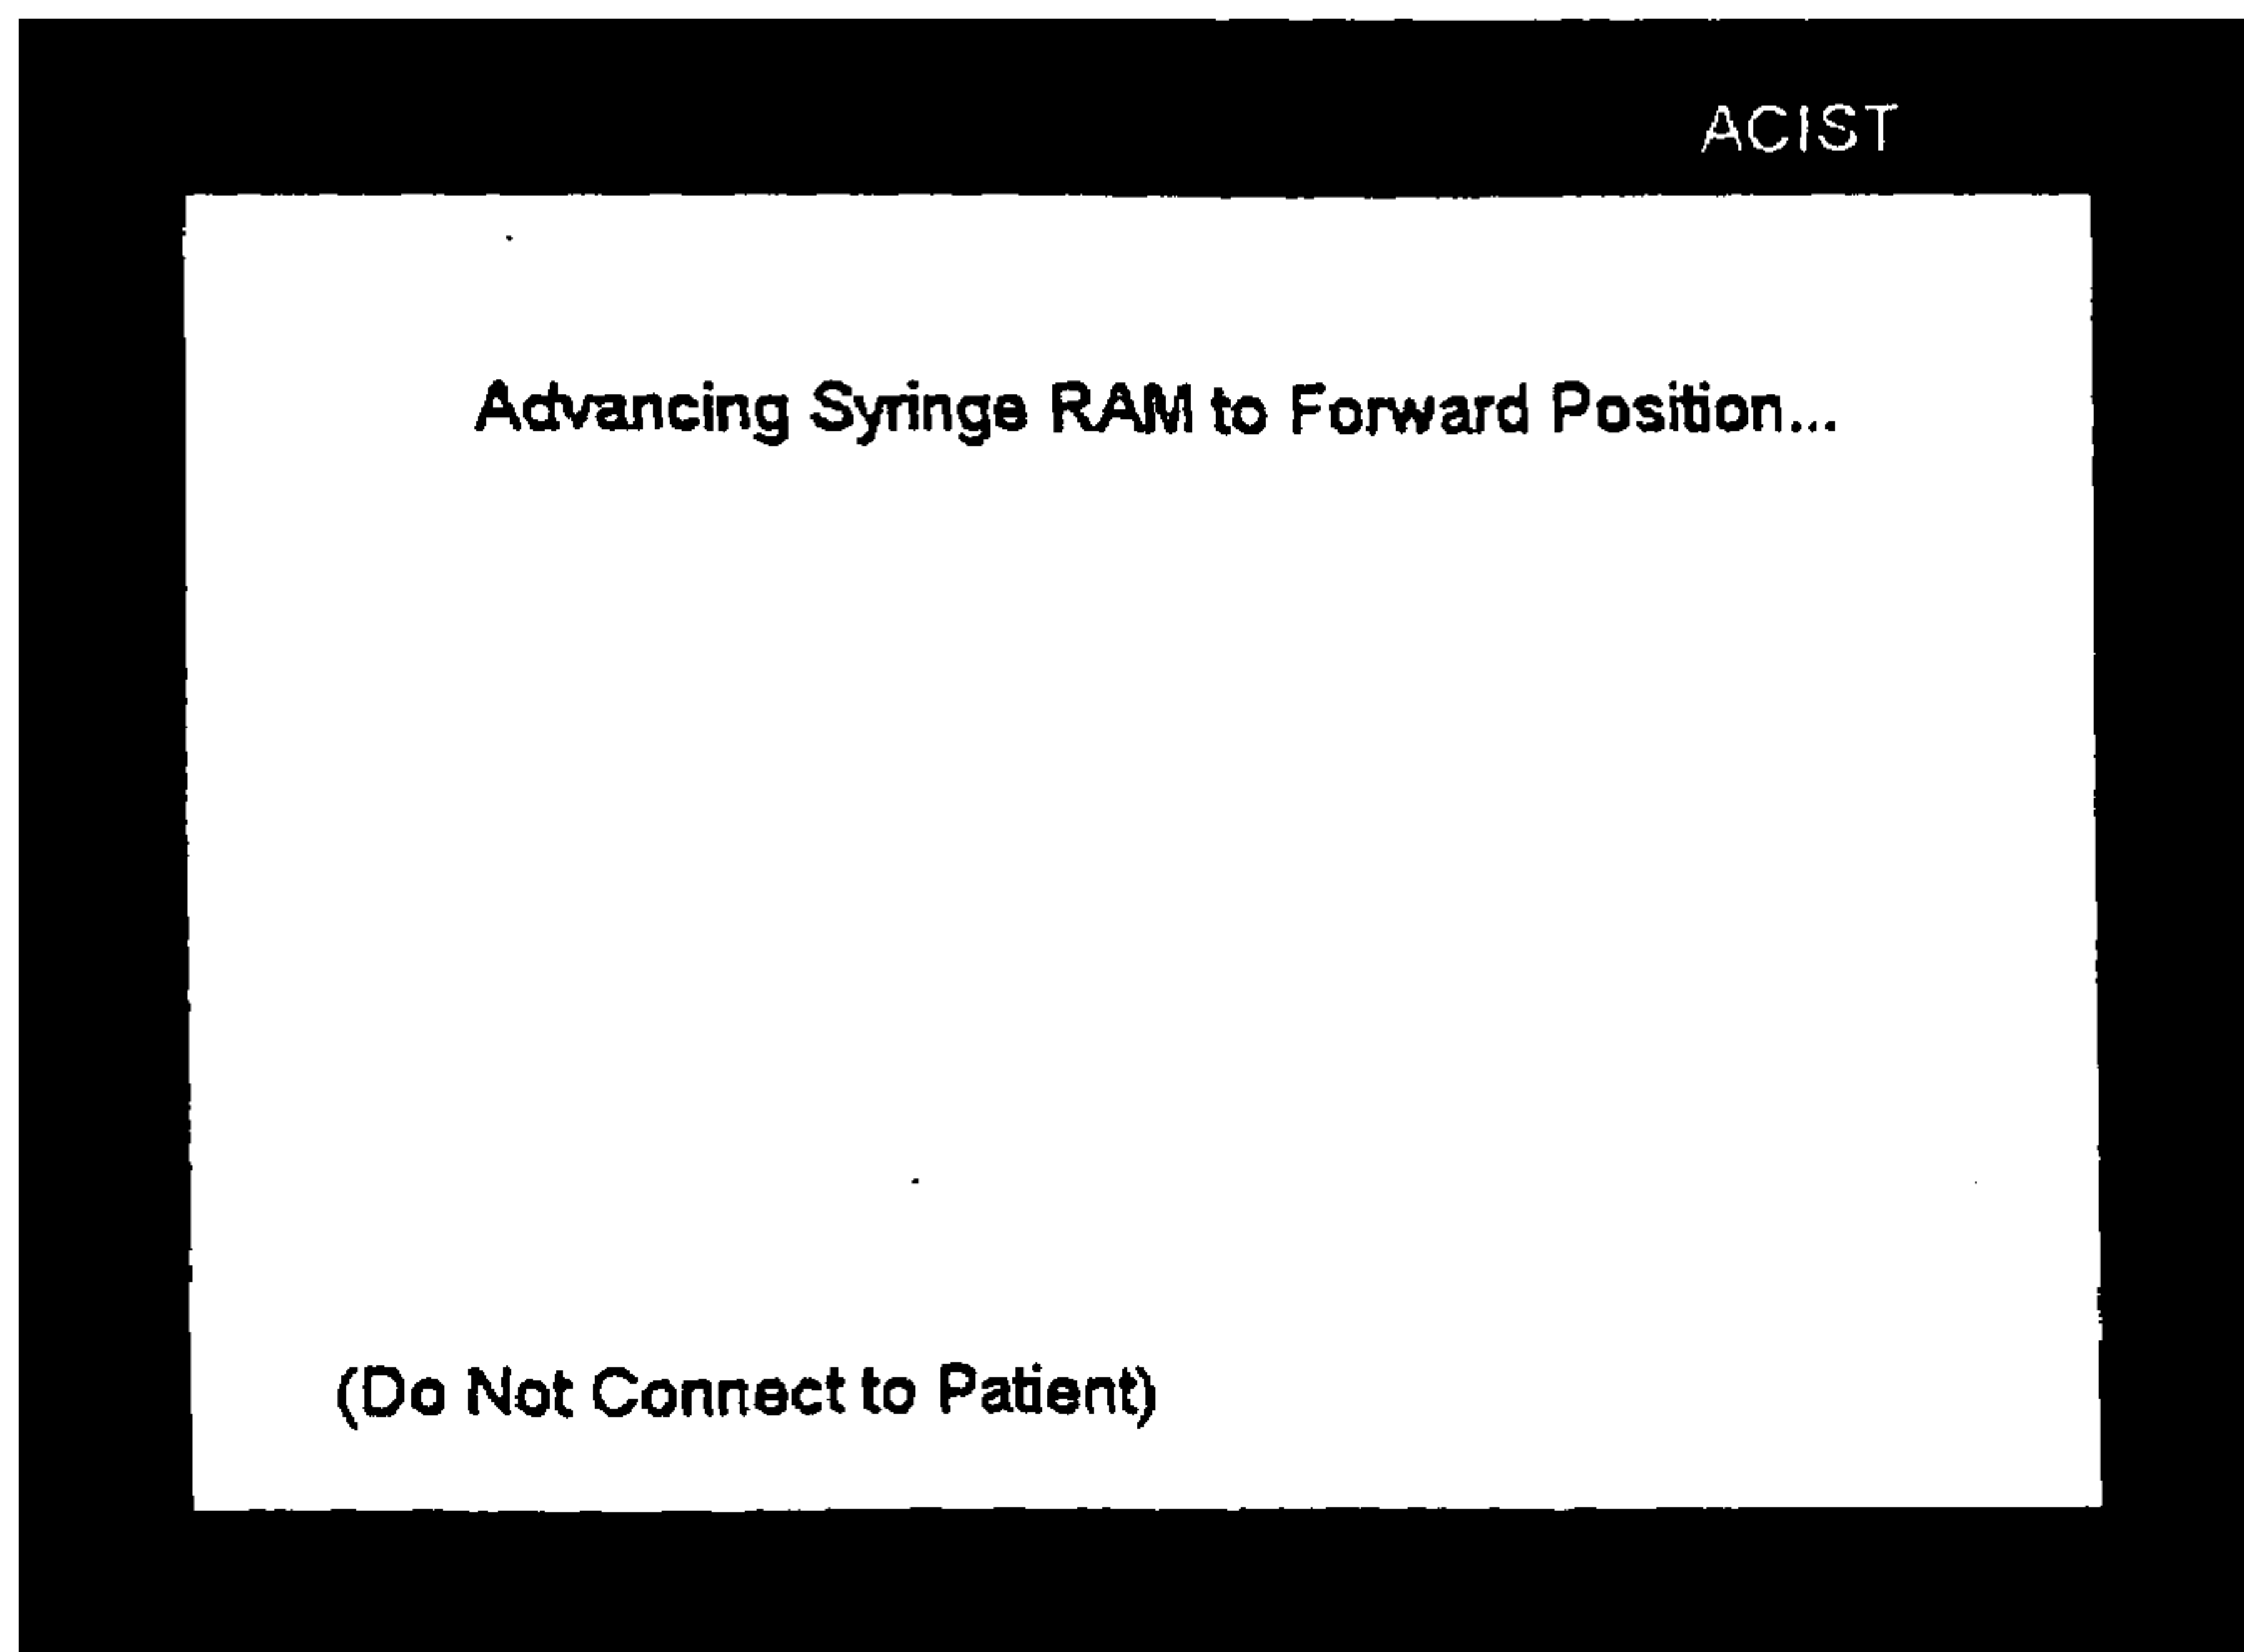 ACIST
Advancing Syringe RAM to Forward Position...
(Do Not Connect to Patient)